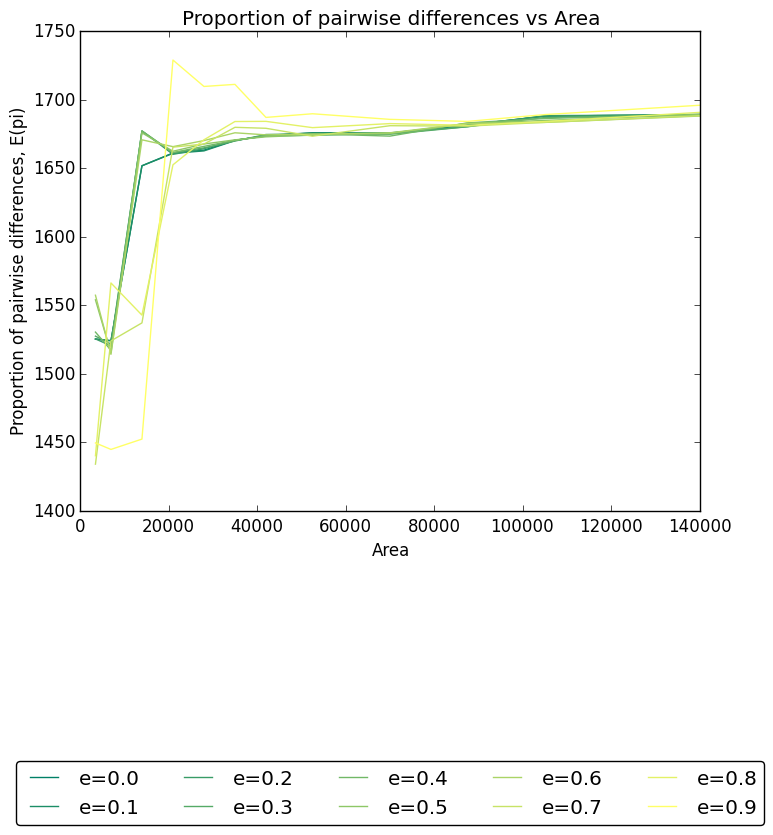 Proportion of pairwise differences vs Area
Proportion of pairwise differences, E(pi)
1750
1700
1650
1600
1550
1500
1450
1400
0 20000 40000 60000 80000 100000 120000 140000
Area
e=0.0 e=0.2 e=0.4 e=0.6 e=0.8
e=0.1 e=0.3 e=0.5 e=0.7 e=0.9